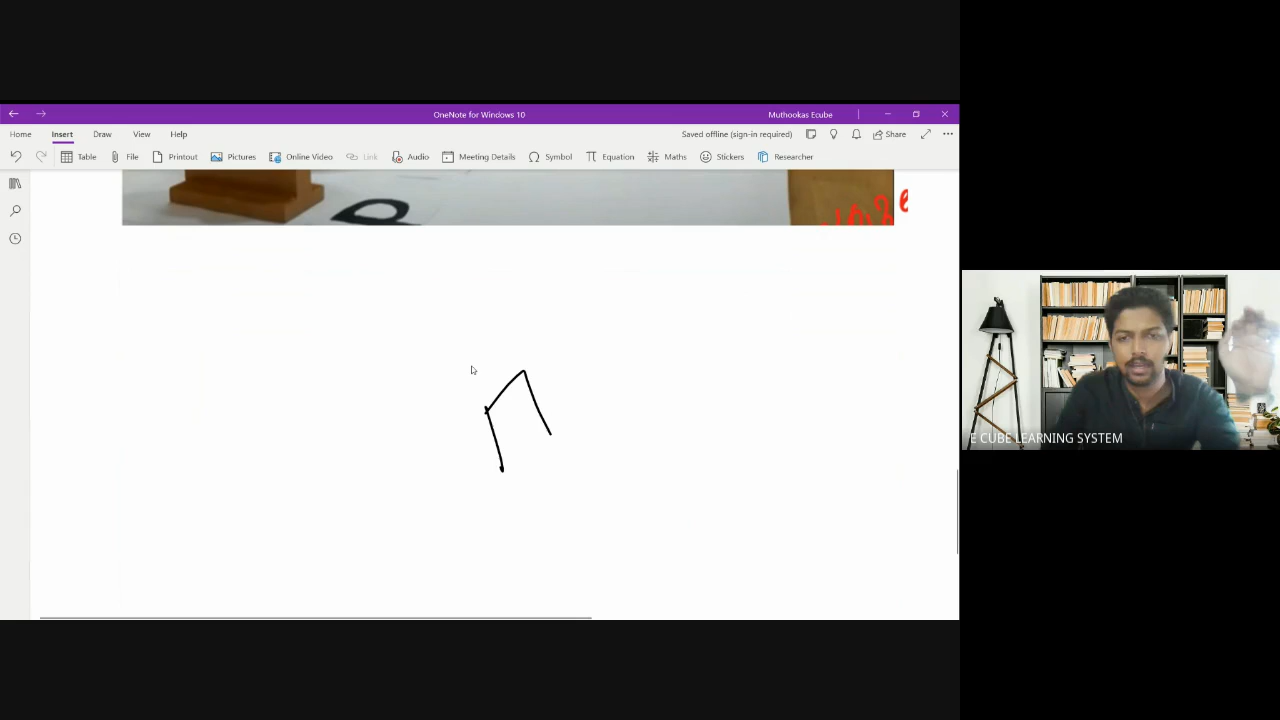 OneNote for Windows 10
Muthookas Ecube
Home Insert Draw View Help
Saved offline (sign-in required) Share
Table File Printout Pictures Online Video Link Audio Meeting Details Symbol Equation Maths Stickers Researcher
E CUBE LEARNING SYSTEM